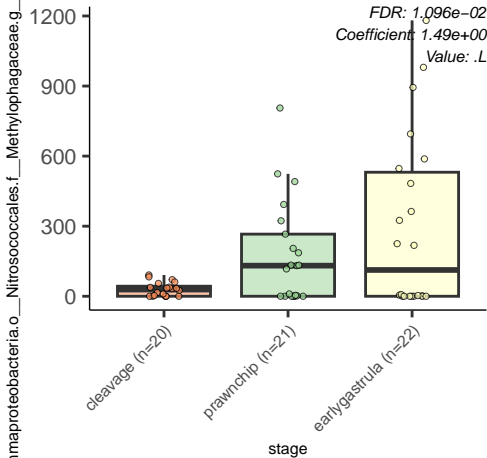 mmaproteobacteria.o__Nitrosococcales.f__Methylophagaceae.g_
FDR: 1.096e−02
Coefficient: 1.49e+00
Value: .L
1200
900
600
300
0
cleavage (n=20)
prawnchip (n=21)
earlygastrula (n=22)
stage